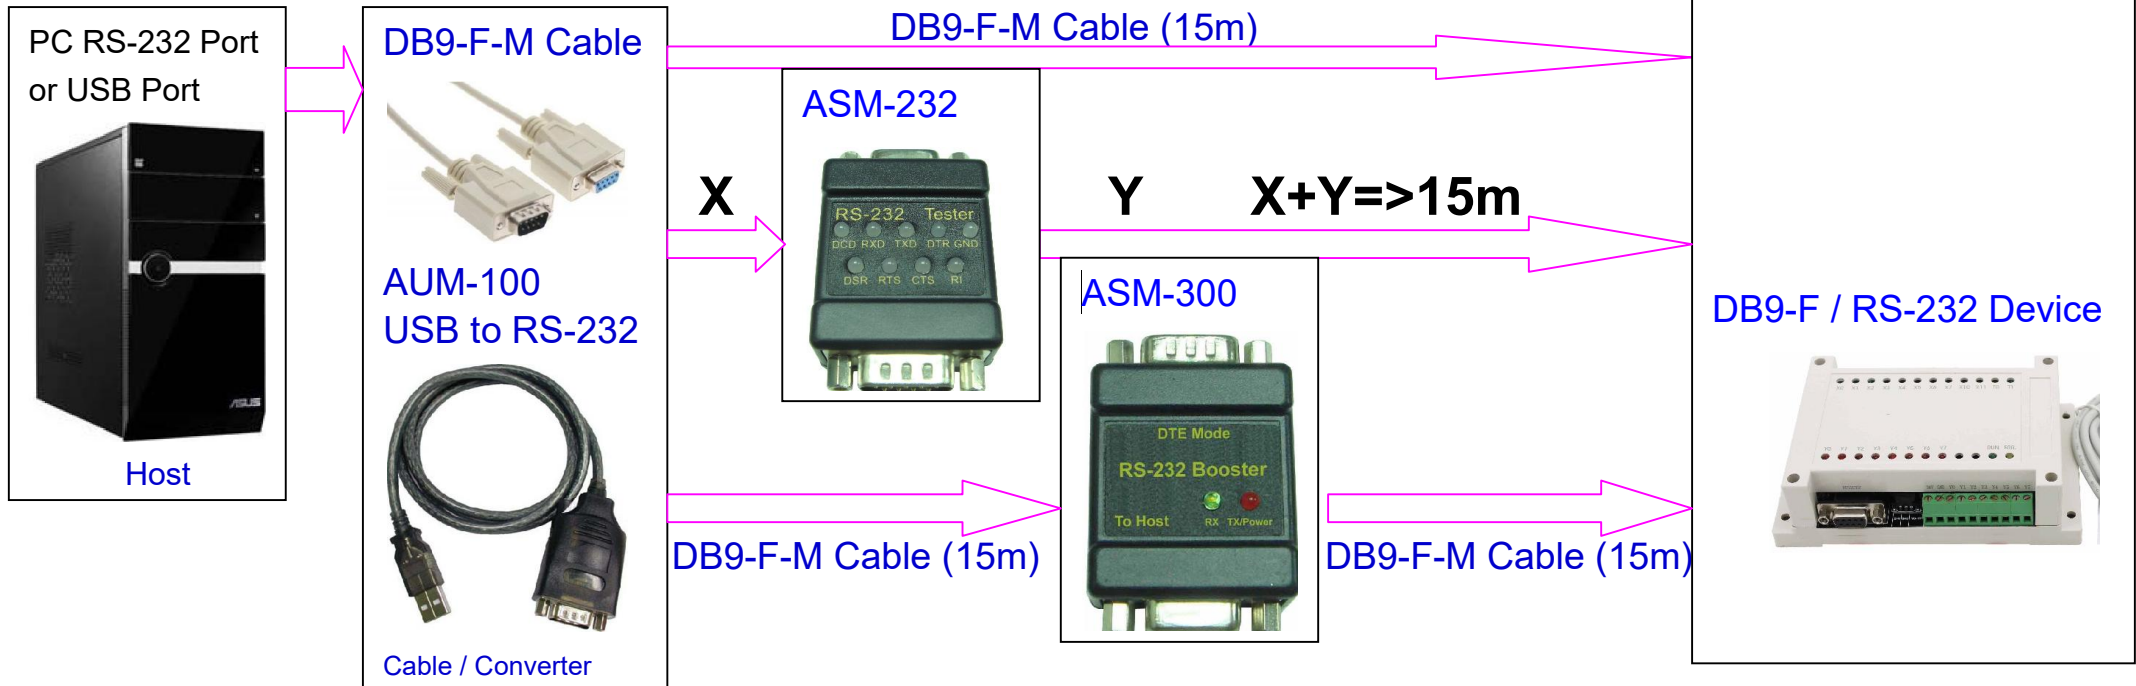 PC RS-232 Port
or USB Port
ASUS
Host
DB9-F-M Cable
AUM-100
USB to RS-232
Cable / Converter
DB9-F-M Cable (15m)
ASM-232
RS-232 Tester
DCD RXD TXD DTR GND
DSR RTS CTS RI
X
Y
X+Y=>15m
ASM-300
DTE Mode
RS-232 Booster
To Host RX TX/Power
DB9-F-M Cable (15m)
DB9-F-M Cable (15m)
DB9-F / RS-232 Device